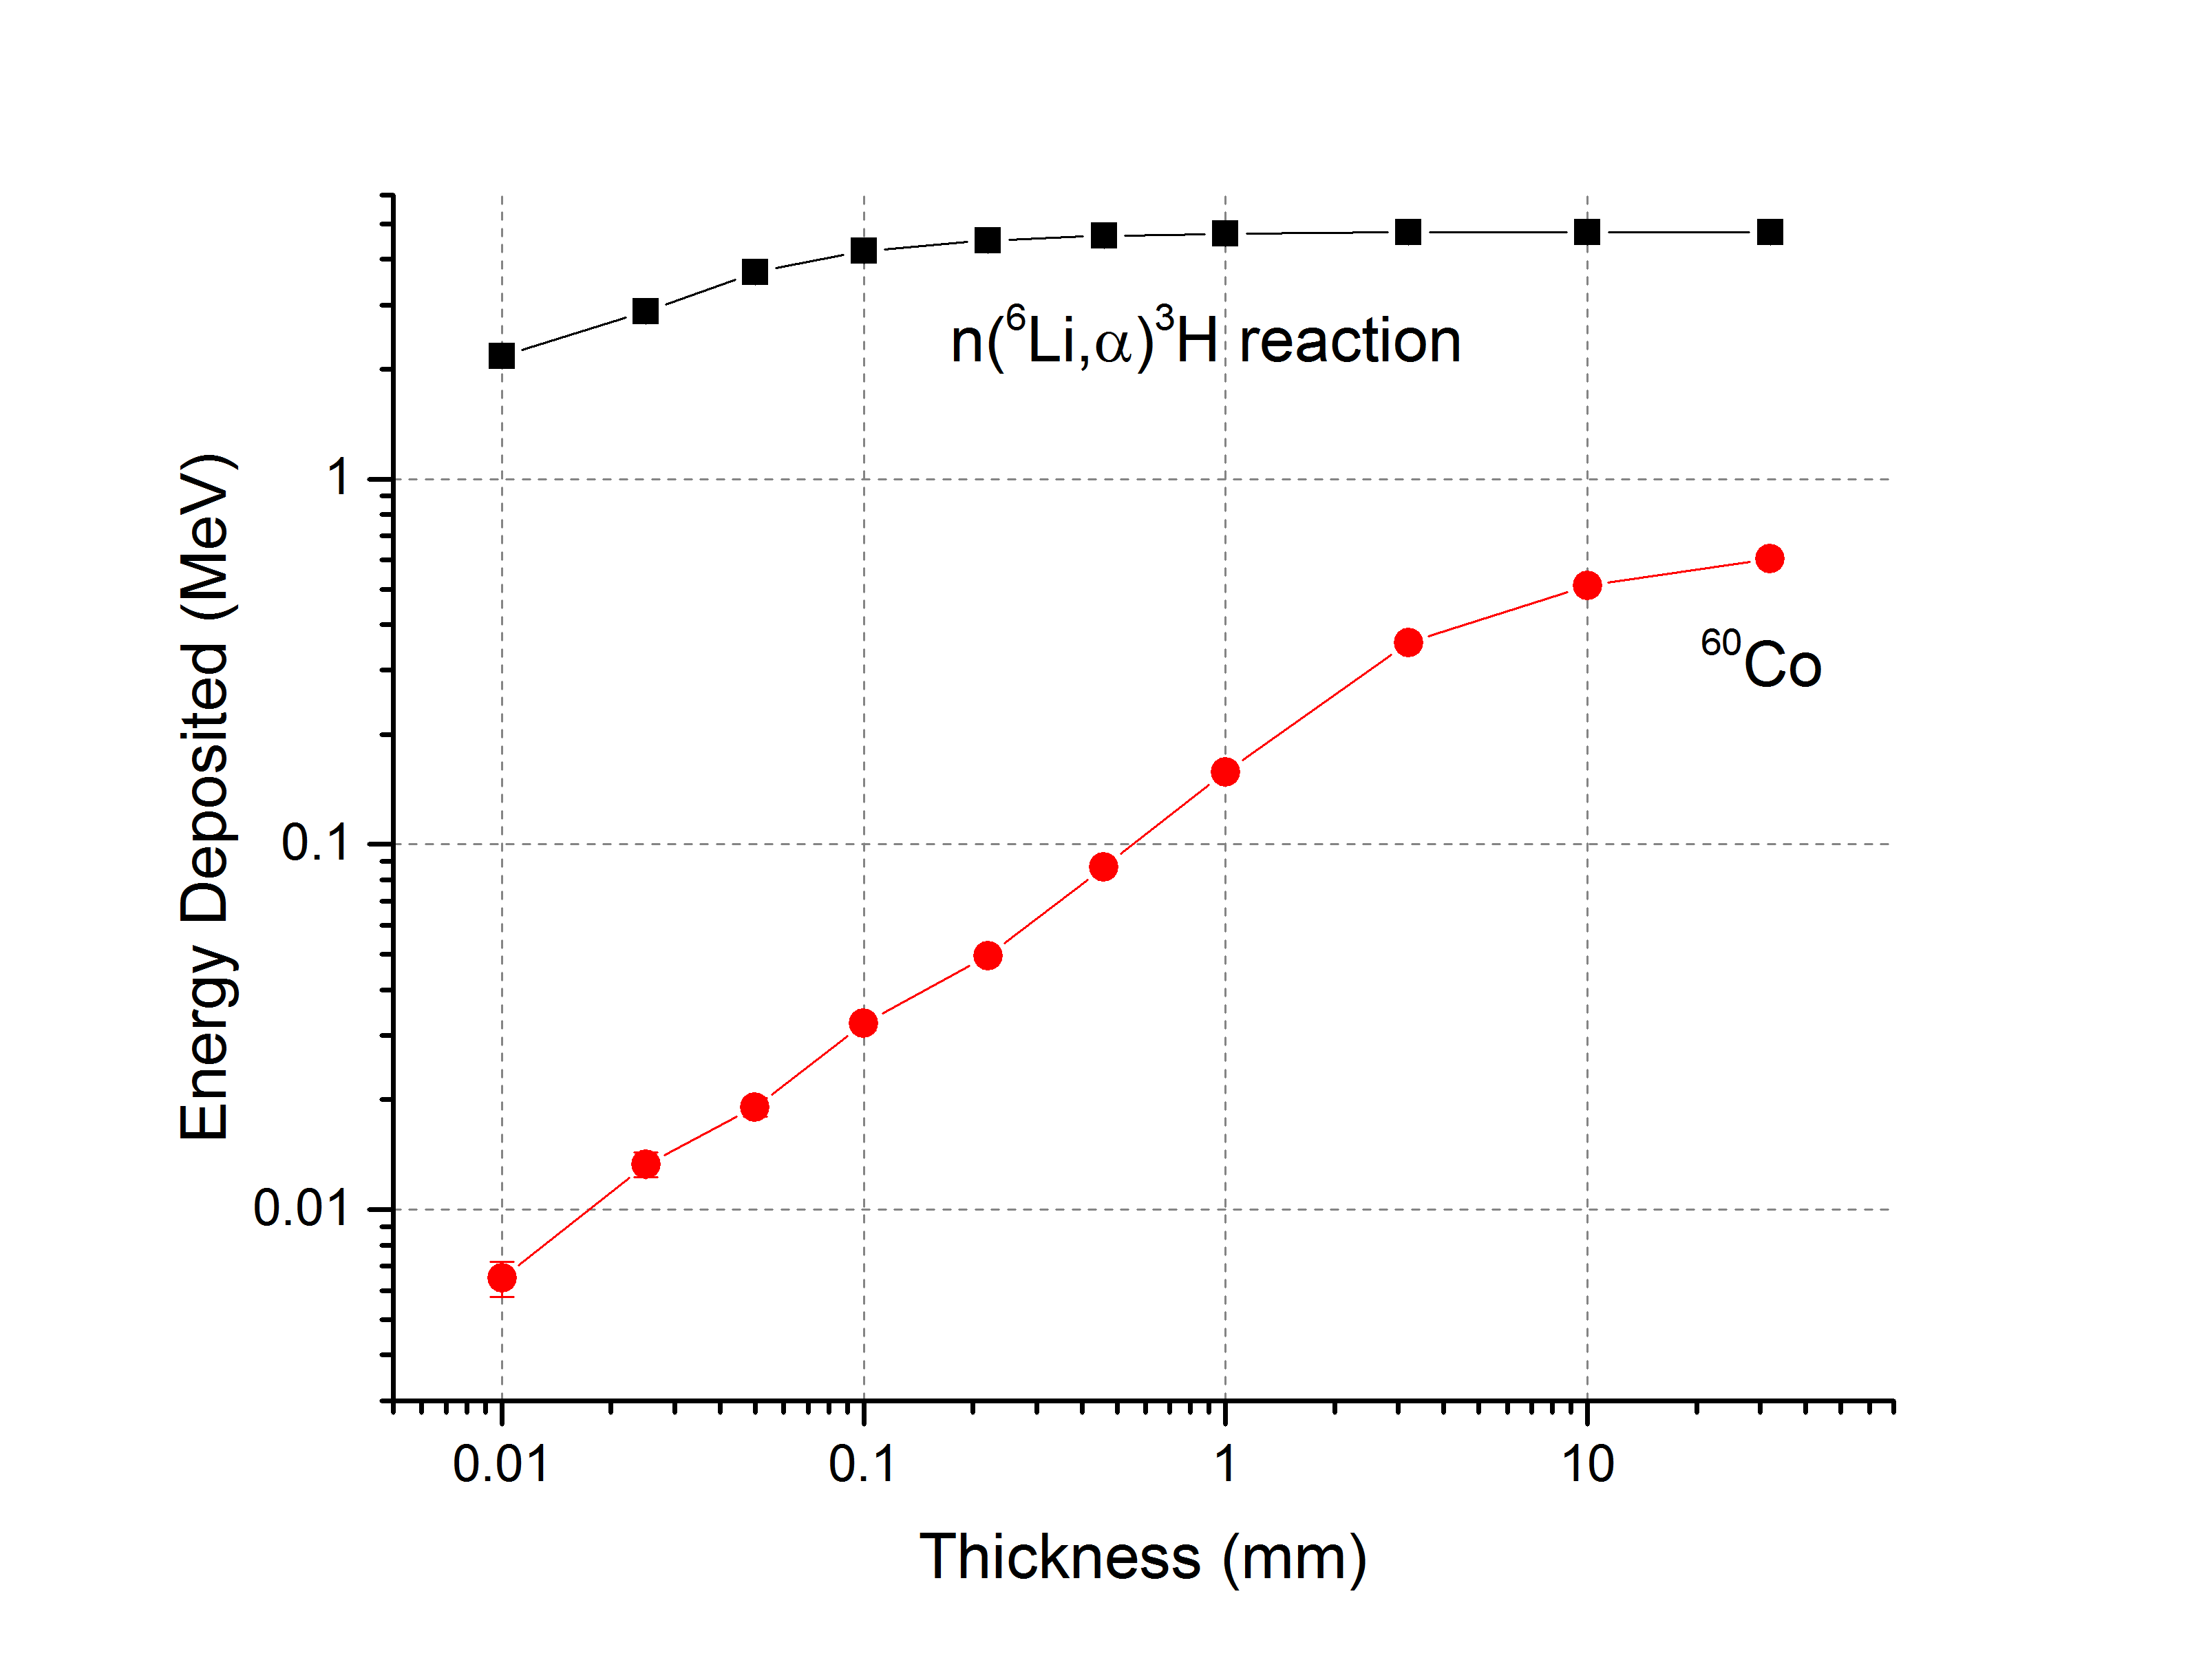 Energy Deposited (MeV)
1
0.1
0.01
n(⁶Li,α)³H reaction
⁶⁰Co
0.01 0.1 1 10
Thickness (mm)